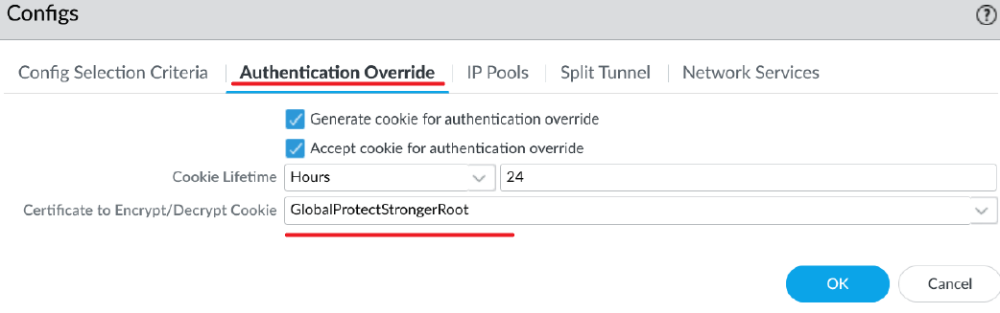 Configs
Config Selection Criteria Authentication Override IP Pools Split Tunnel Network Services
Generate cookie for authentication override
Accept cookie for authentication override
Cookie Lifetime Hours 24
Certificate to Encrypt/Decrypt Cookie GlobalProtectStrongerRoot
OK Cancel